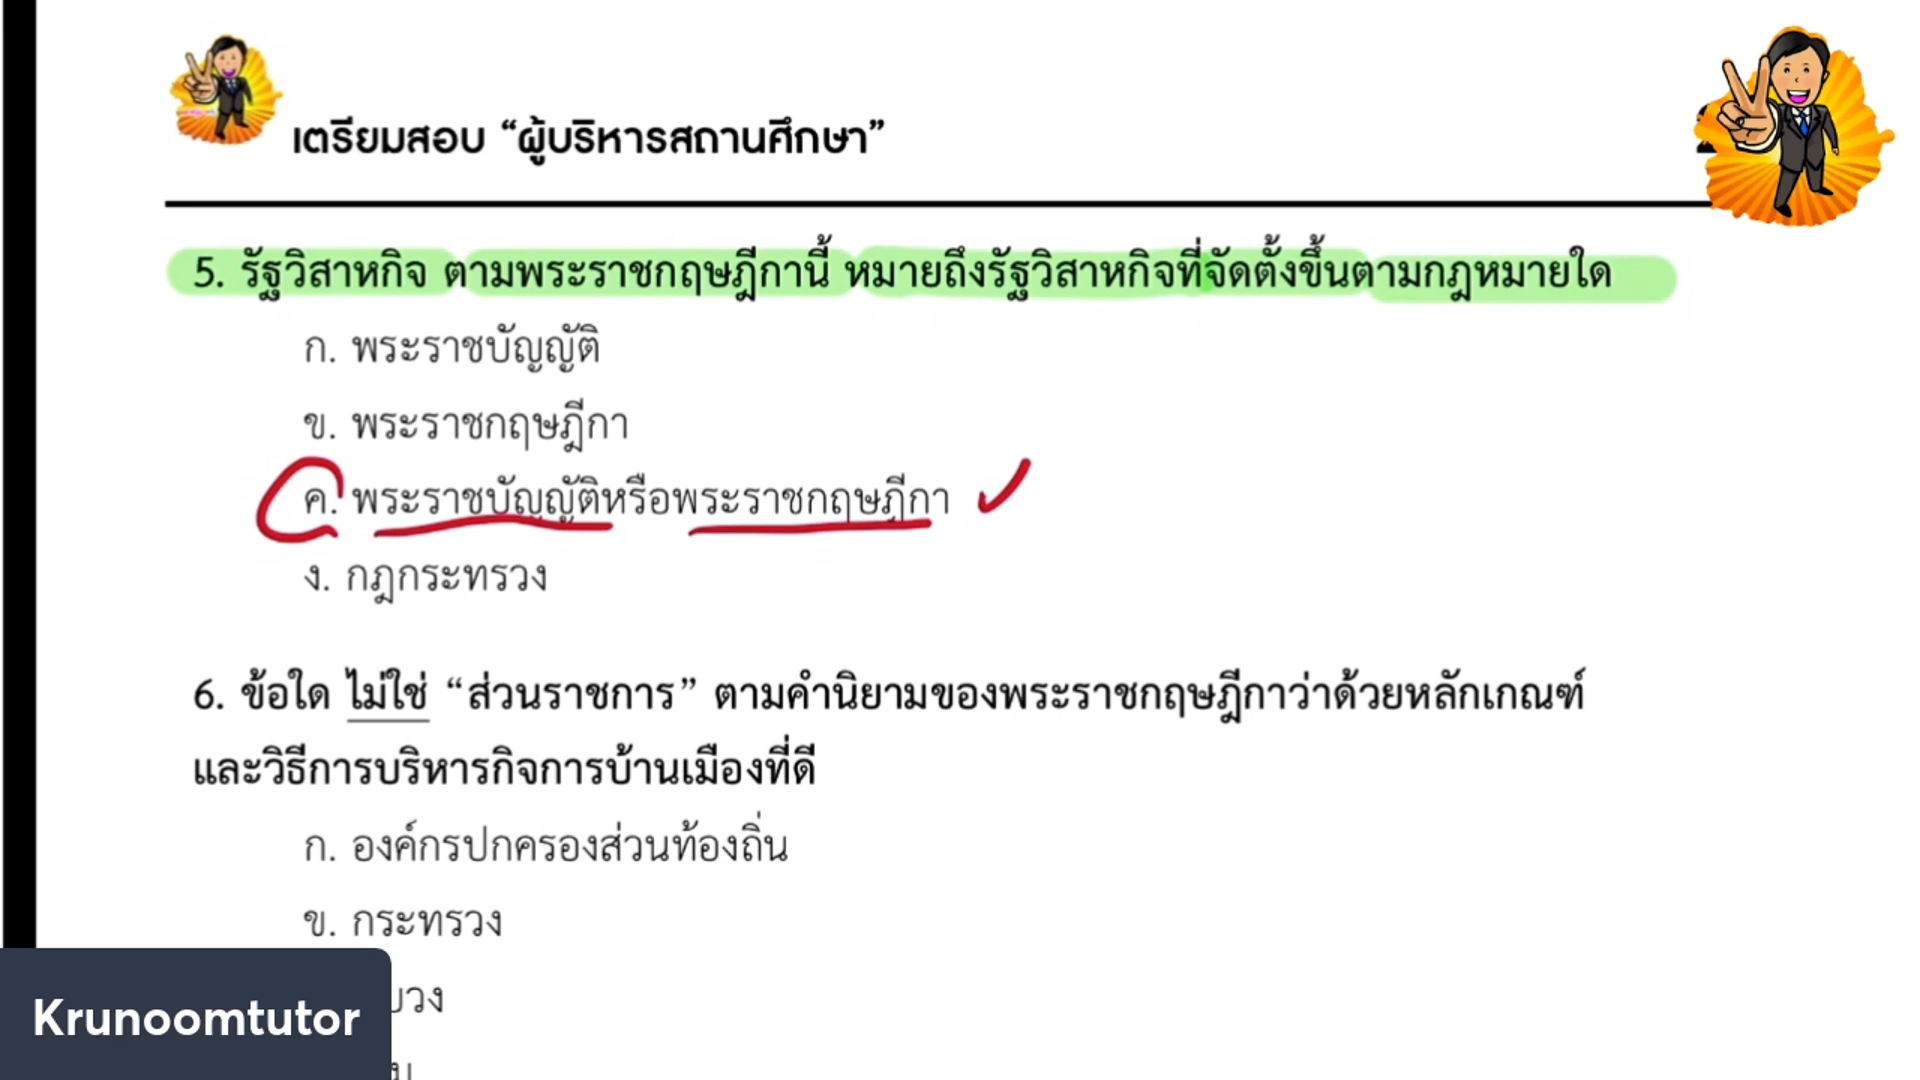 เตรียมสอบ “ผู้บริหารสถานศึกษา”
5. รัฐวิสาหกิจ ตามพระราชกฤษฎีกานี้ หมายถึงรัฐวิสาหกิจที่จัดตั้งขึ้นตามกฎหมายใด
ก. พระราชบัญญัติ
ข. พระราชกฤษฎีกา
ค. พระราชบัญญัติหรือพระราชกฤษฎีกา
ง. กฎกระทรวง
6. ข้อใด ไม่ใช่ “ส่วนราชการ” ตามคำนิยามของพระราชกฤษฎีกาว่าด้วยหลักเกณฑ์
และวิธีการบริหารกิจการบ้านเมืองที่ดี
ก. องค์กรปกครองส่วนท้องถิ่น
ข. กระทรวง
Krunoomtutor